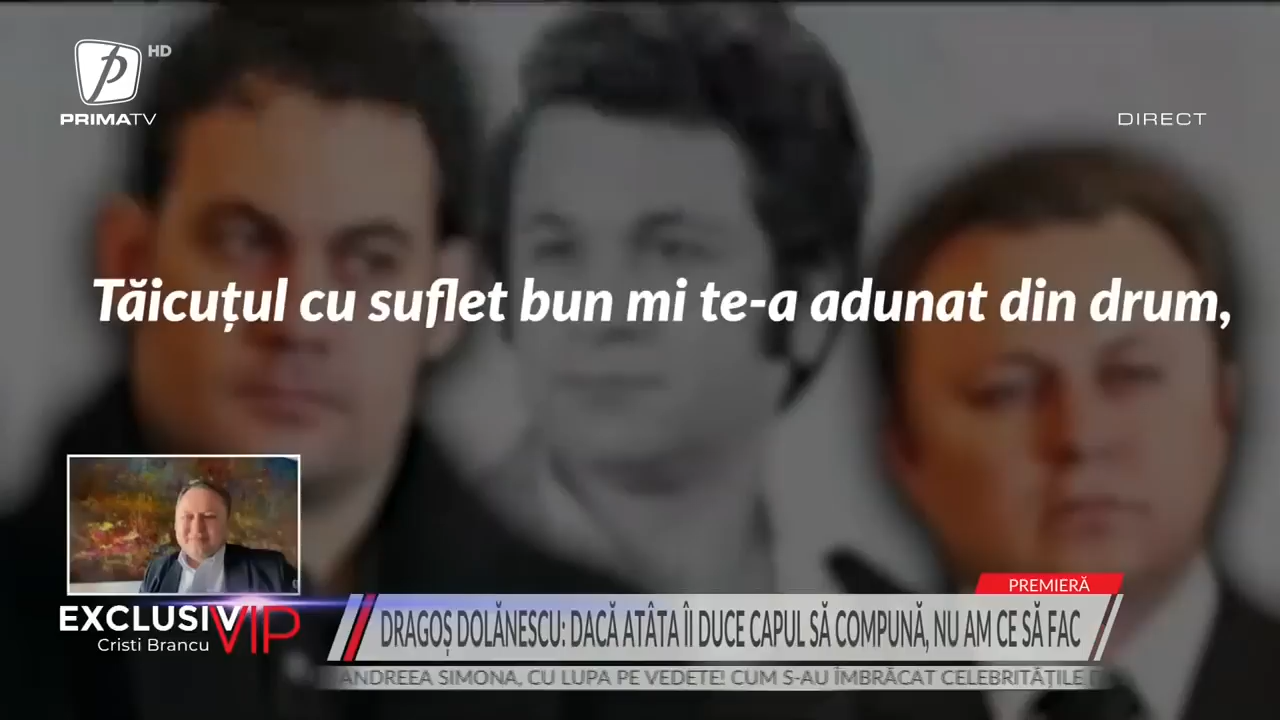 HD
PRIMATV
DIRECT
Tăicuțul cu suflet bun mi te-a adunat din drum,
PREMIERĂ
EXCLUSIV VIP
Cristi Brancu
DRAGOȘ DOLĂNESCU: DACĂ ATÂTA ÎI DUCE CAPUL SĂ COMPUNĂ, NU AM CE SĂ FAC
ANDREEA SIMONA, CU LUPA PE VEDETE! CUM S-AU ÎMBRĂCAT CELEBRITĂȚILE